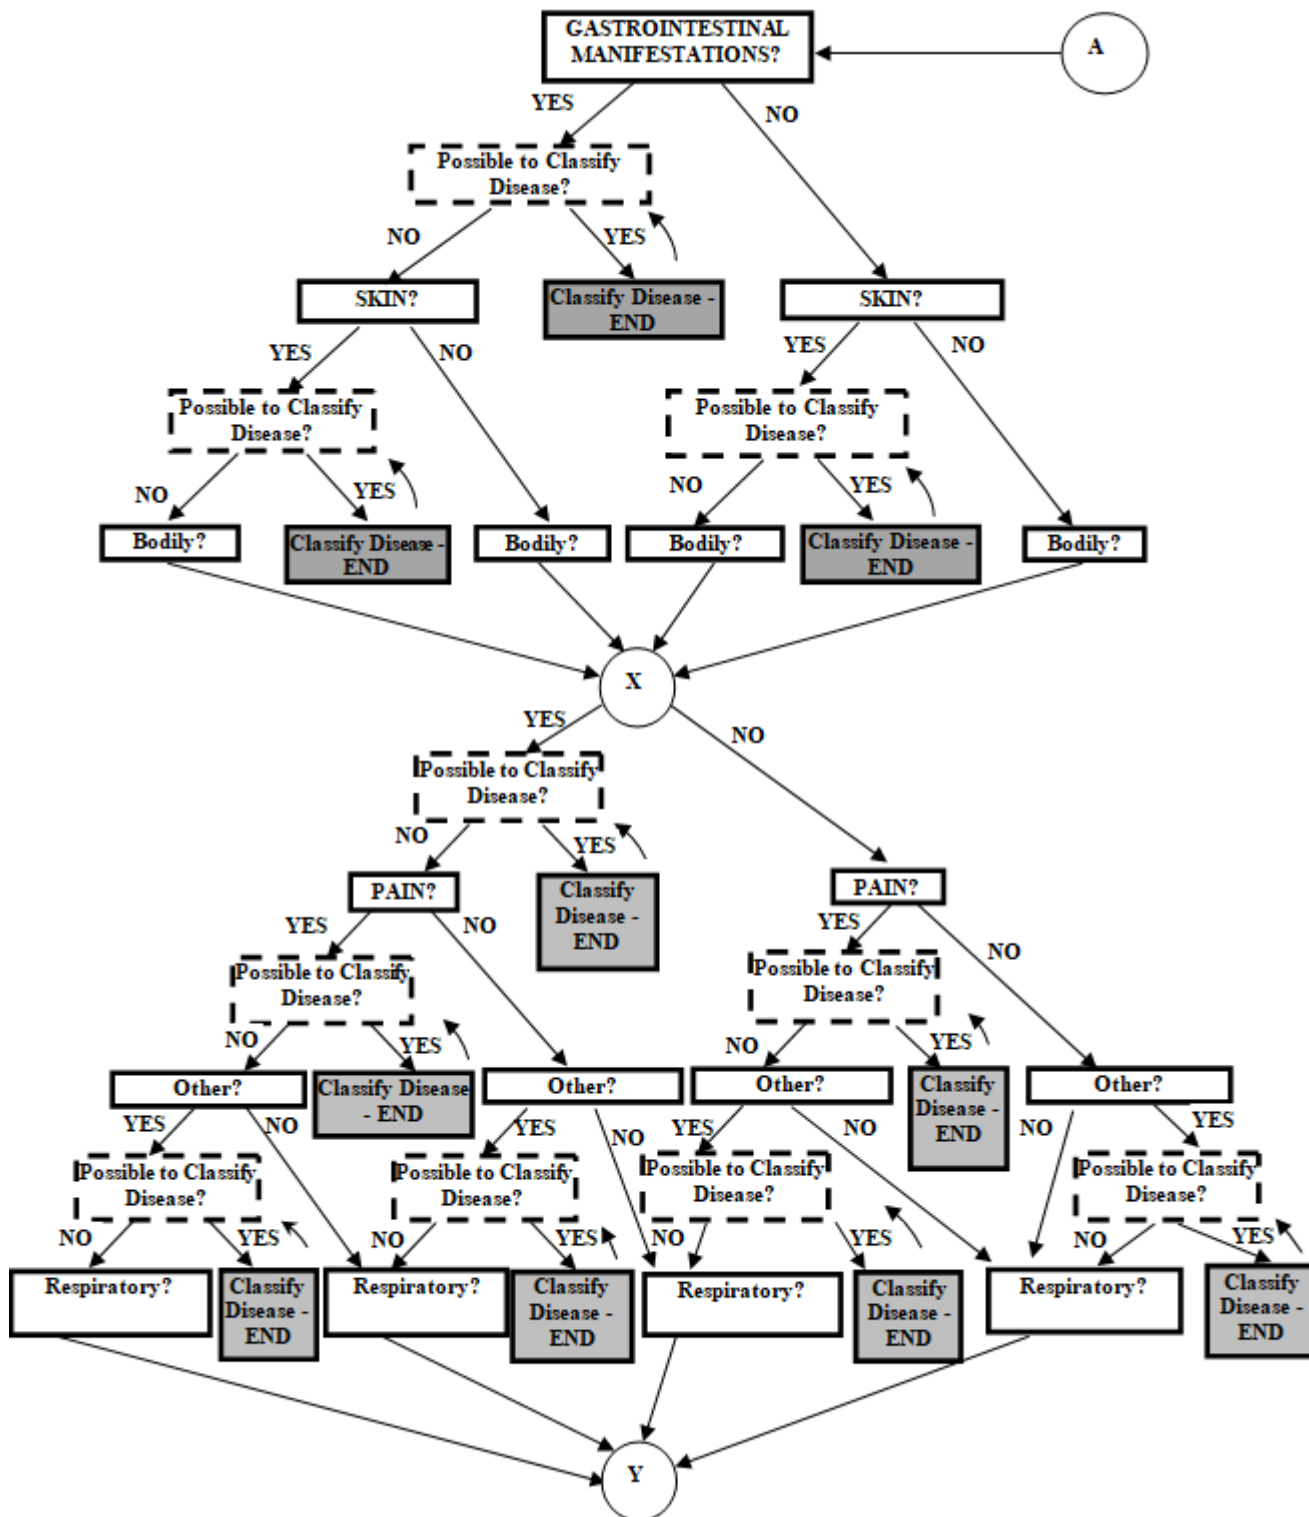 GASTROINTESTINAL
MANIFESTATIONS?
A
YES
NO
Possible to Classify
Disease?
NO
YES
SKIN?
Classify Disease -
END
SKIN?
YES
NO
YES
NO
Possible to Classify
Disease?
Possible to Classify
Disease?
NO
YES
NO
YES
Bodily?
Classify Disease -
END
Bodily?
Bodily?
Classify Disease -
END
Bodily?
X
YES
NO
Possible to Classify
Disease?
NO
YES
PAIN?
Classify
Disease -
END
PAIN?
YES
NO
YES
NO
Possible to Classify
Disease?
Possible to Classify
Disease?
NO
YES
NO
YES
Other?
Classify Disease
- END
Other?
Other?
Classify
Disease -
END
Other?
YES
NO
YES
NO
YES
NO
NO
YES
Possible to Classify
Disease?
Possible to Classify
Disease?
Possible to Classify
Disease?
Possible to Classify
Disease?
NO
YES
NO
YES
NO
YES
NO
YES
Respiratory?
Classify
Disease -
END
Respiratory?
Classify
Disease -
END
Respiratory?
Classify
Disease -
END
Respiratory?
Classify
Disease -
END
Y